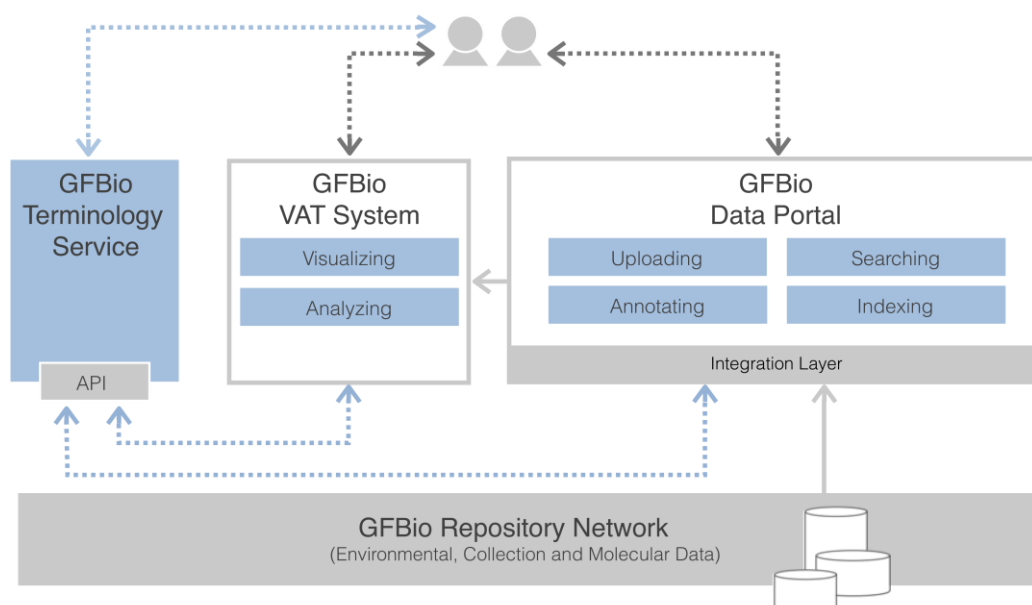 GFBio
Terminology
Service
API
GFBio
VAT System
Visualizing
Analyzing
GFBio
Data Portal
Uploading
Searching
Annotating
Indexing
Integration Layer
GFBio Repository Network
(Environmental, Collection and Molecular Data)